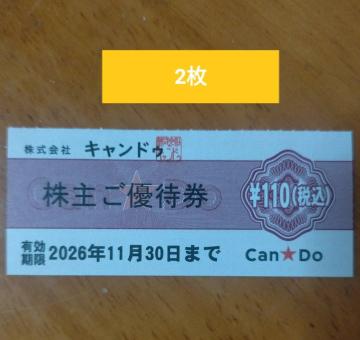 2枚
株式会社 キャンドゥ
株主ご優待券
¥110(税込)
有効期限 2026年11月30日まで
Can★Do